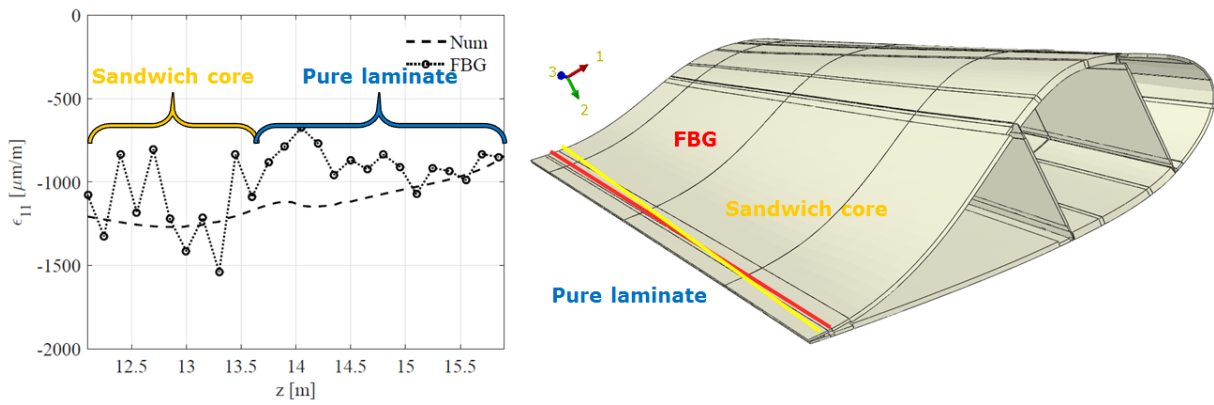 0
-500
-1000
-1500
-2000
ϵ11 [μm/m]
12.5 13 13.5 14 14.5 15 15.5
z [m]
Num
FBG
Sandwich core
Pure laminate
1
3
2
FBG
Sandwich core
Pure laminate